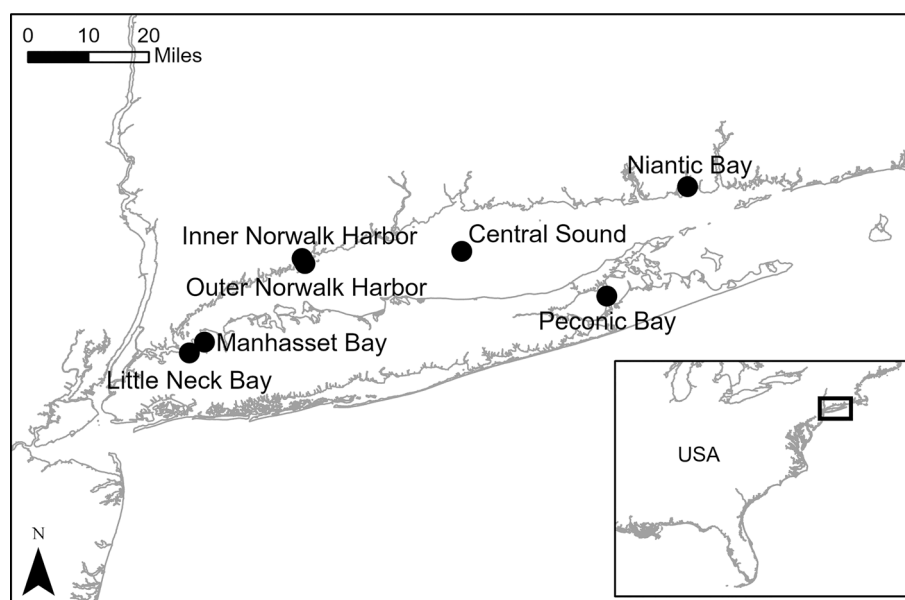 0 10 20
Miles
Niantic Bay
Inner Norwalk Harbor
Central Sound
Outer Norwalk Harbor
Peconic Bay
Manhasset Bay
Little Neck Bay
USA
N